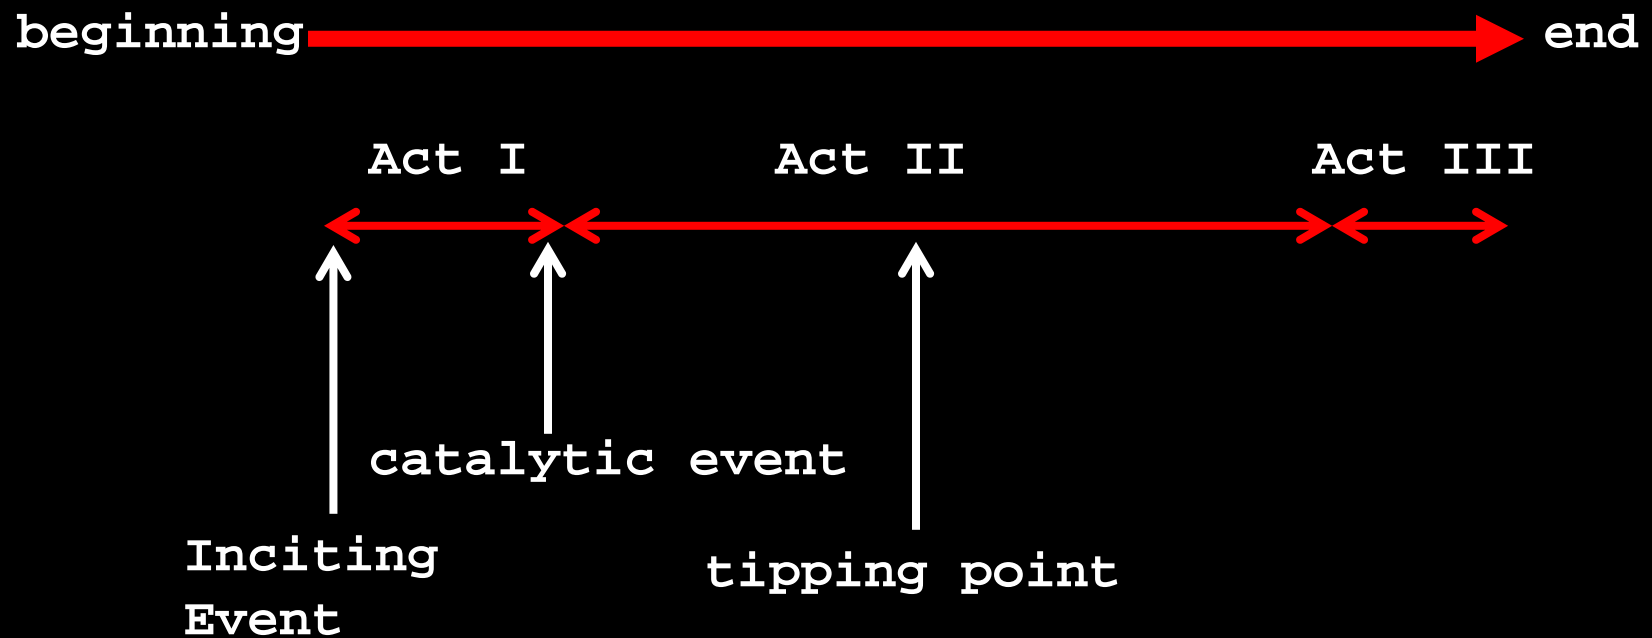 beginning end
Act I Act II Act III
catalytic event
Inciting
Event
tipping point